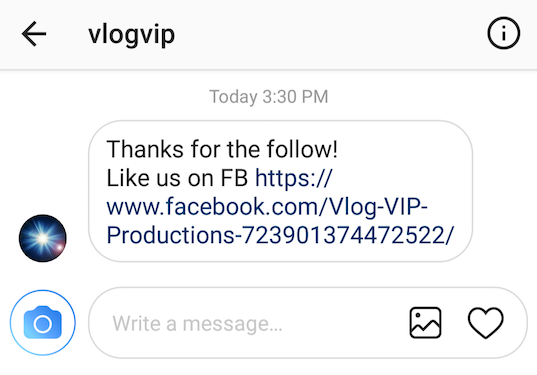 vlogvip
Today 3:30 PM
Thanks for the follow!
Like us on FB https://
www.facebook.com/Vlog-VIP-
Productions-723901374472522/
Write a message...